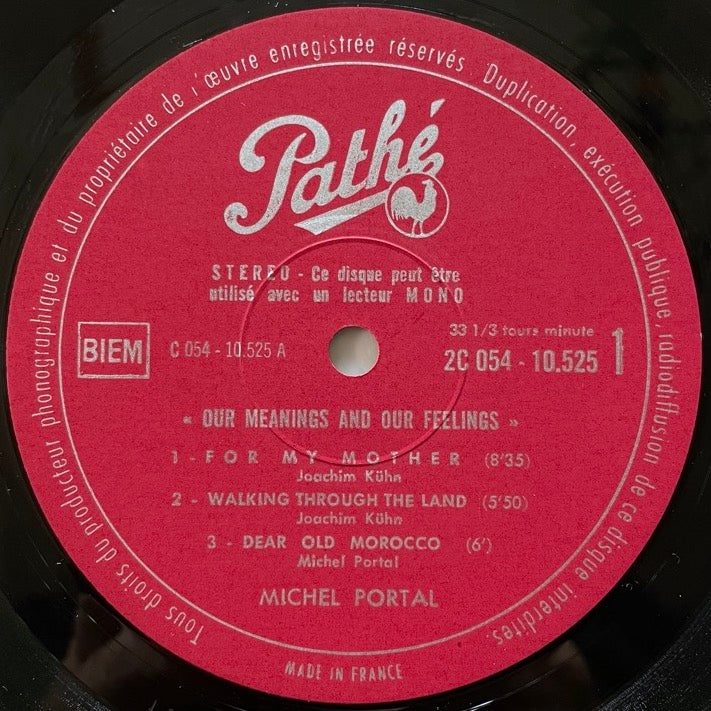 Tous droits du producteur phonographique et du propriétaire de l'œuvre enregistrée réservés. Duplication, exécution publique, radiodiffusion de ce disque interdites.
Pathé
STEREO - Ce disque peut être
utilisé avec un lecteur MONO
BIEM
C 054 - 10.525 A
33 1/3 tours minute
2C 054 - 10.525 1
« OUR MEANINGS AND OUR FEELINGS »
1 - FOR MY MOTHER (8'35)
Joachim Kühn
2 - WALKING THROUGH THE LAND (5'50)
Joachim Kühn
3 - DEAR OLD MOROCCO (6')
Michel Portal
MICHEL PORTAL
MADE IN FRANCE